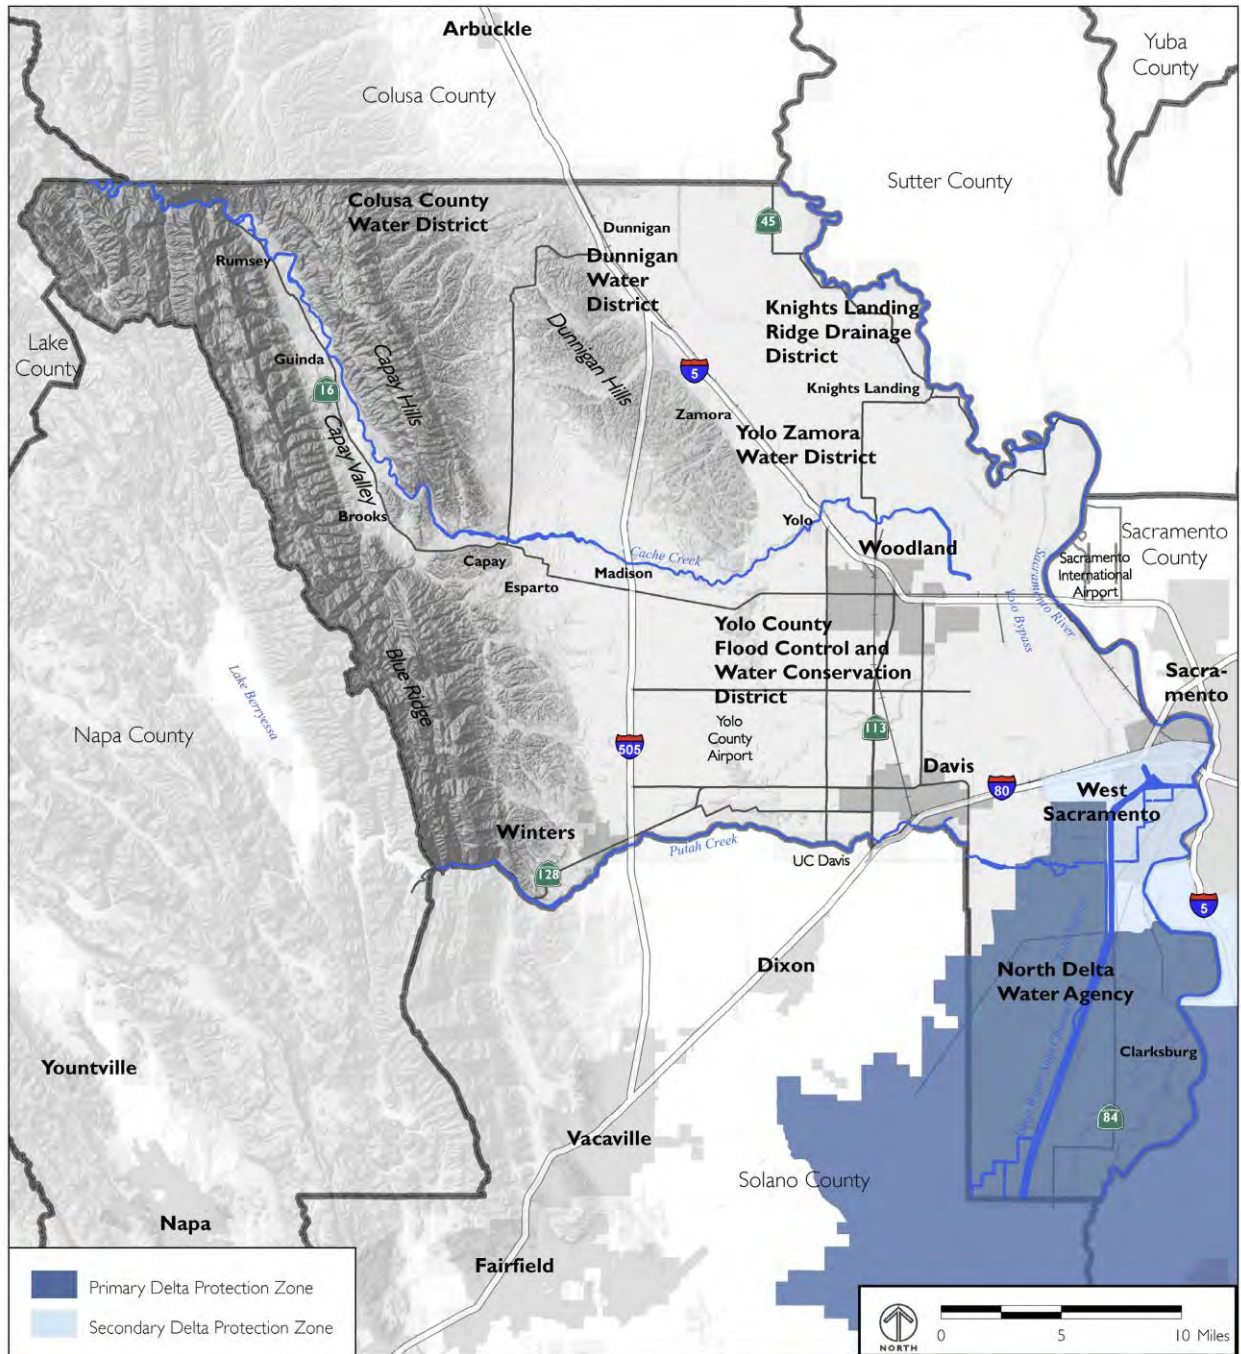 Arbuckle
Yuba
County
Colusa County
Sutter County
Colusa County
Water District
45
Dunnigan
Rumsey
Dunnigan
Water
District
Knights Landing
Ridge Drainage
District
Lake
County
Guinda
16
Capay Hills
Dunnigan Hills
5
Knights Landing
Zamora
Capay Valley
Yolo Zamora
Water District
Brooks
Yolo
Sacramento
County
Woodland
Cache Creek
Capay
Madison
Esparto
Sacramento
International
Airport
Sacramento River
Yolo Bypass
Yolo County
Flood Control and
Water Conservation
District
Blue Ridge
Lake Berryessa
Sacra-
mento
Napa County
Yolo
County
Airport
113
505
Davis
80
West
Sacramento
Winters
Putah Creek
UC Davis
128
5
Dixon
North Delta
Water Agency
Clarksburg
Yountville
84
Vacaville
Solano County
Napa
Fairfield
Primary Delta Protection Zone
Secondary Delta Protection Zone
NORTH
0 5 10 Miles